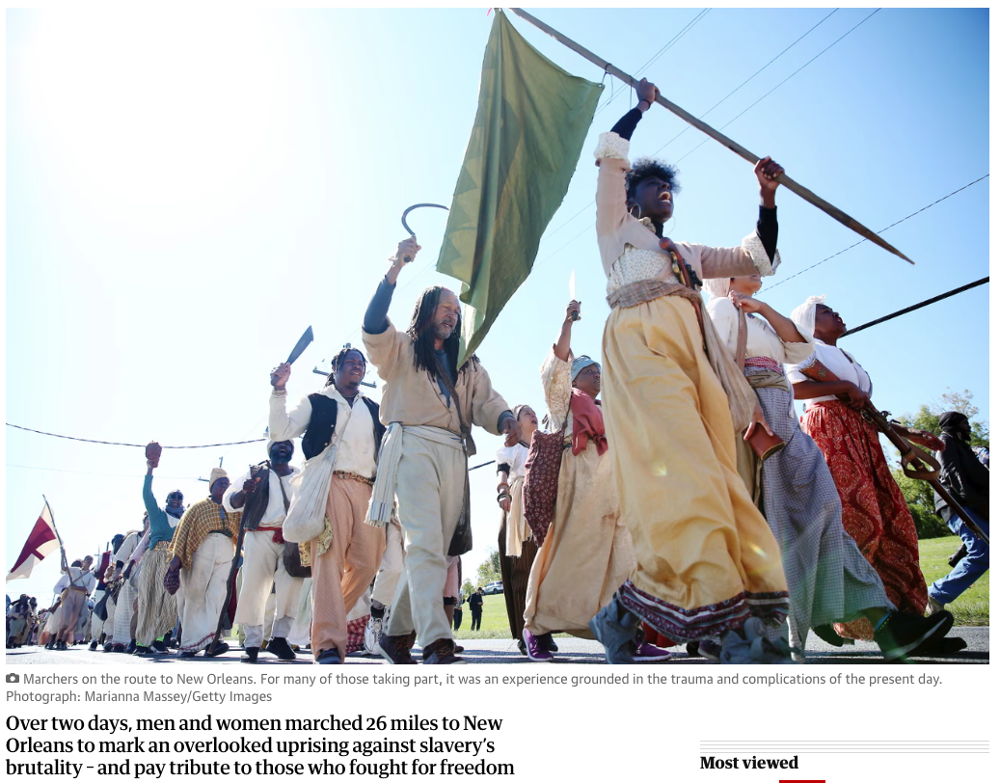 Marchers on the route to New Orleans. For many of those taking part, it was an experience grounded in the trauma and complications of the present day.
Photograph: Marianna Massey/Getty Images
Over two days, men and women marched 26 miles to New
Orleans to mark an overlooked uprising against slavery’s
brutality – and pay tribute to those who fought for freedom
Most viewed